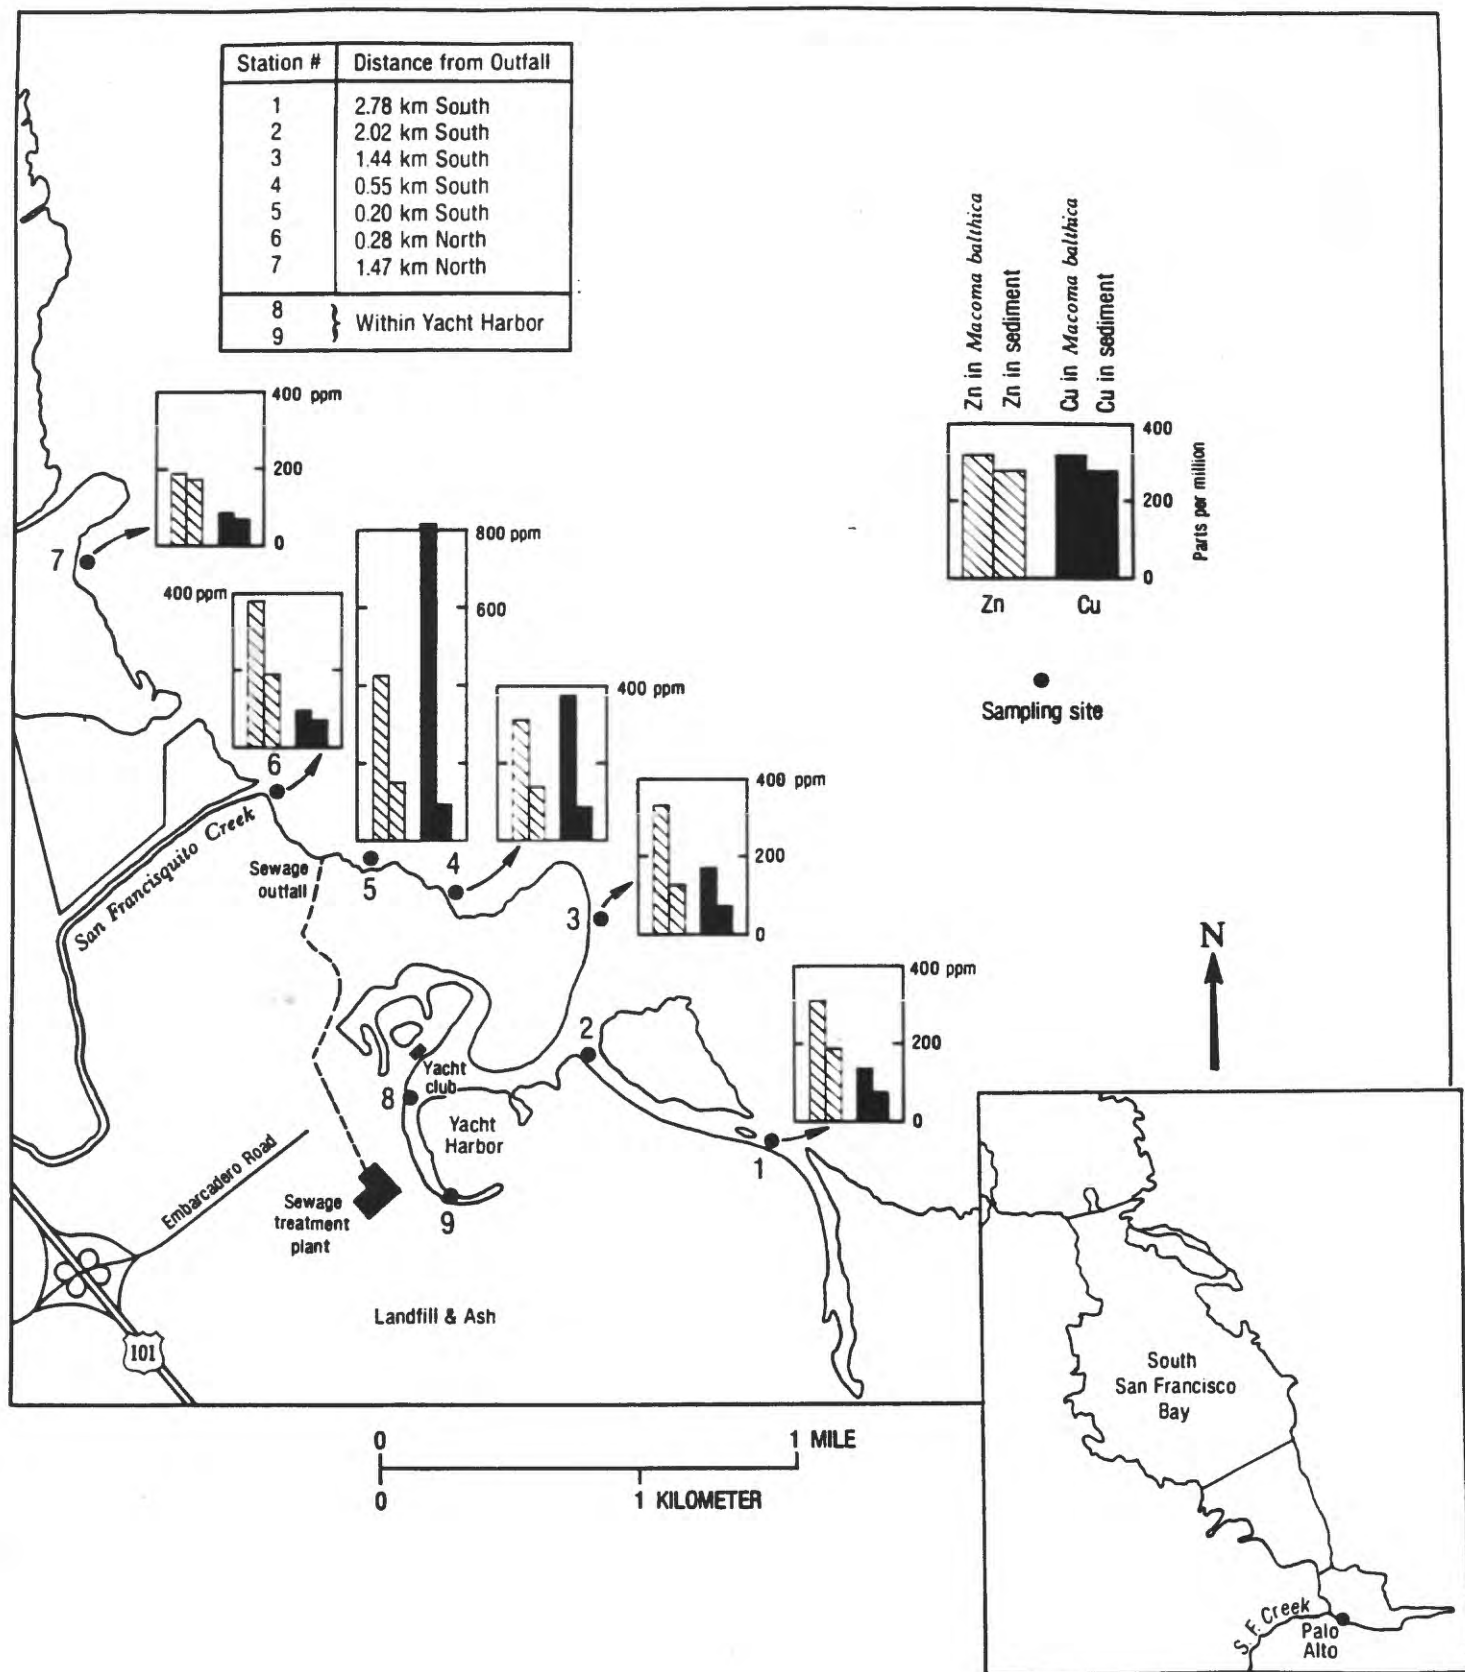 Station # Distance from Outfall
1 2.78 km South
2 2.02 km South
3 1.44 km South
4 0.55 km South
5 0.20 km South
6 0.28 km North
7 1.47 km North
8
9
Within Yacht Harbor
Zn in Macoma balthica
Zn in sediment
Cu in Macoma balthica
Cu in sediment
400
200
0
Parts per million
Zn Cu
Sampling site
400 ppm
200
0
7
400 ppm
6
800 ppm
600
5
400 ppm
4
400 ppm
200
0
3
San Francisquito Creek
Sewage
outfall
N
400 ppm
200
0
2
1
Yacht
club
8
Yacht
Harbor
9
Embarcadero Road
Sewage
treatment
plant
Landfill & Ash
101
South
San Francisco
Bay
S. F. Creek
Palo
Alto
0 1 MILE
0 1 KILOMETER